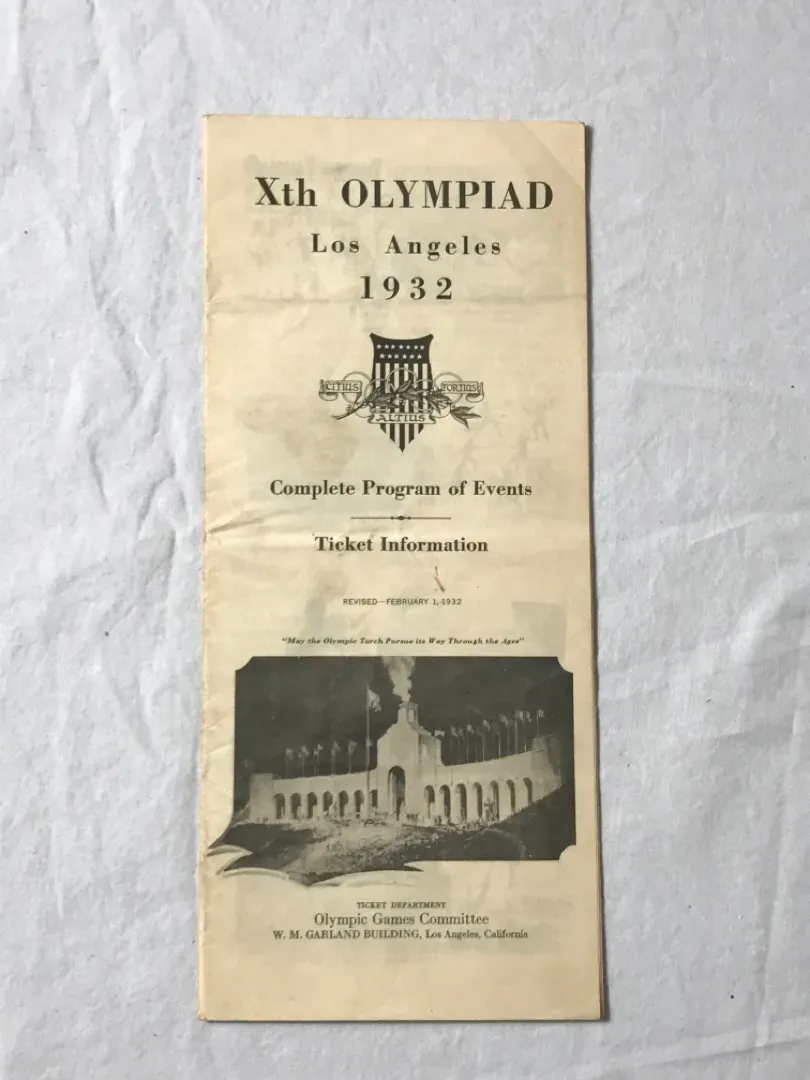 Xth OLYMPIAD
Los Angeles
1932
CITIUS FORTIUS
ALTIUS
Complete Program of Events
Ticket Information
REVISED—FEBRUARY 1, 1932
"May the Olympic Torch Pursue its Way Through the Ages"
TICKET DEPARTMENT
Olympic Games Committee
W. M. GARLAND BUILDING, Los Angeles, California